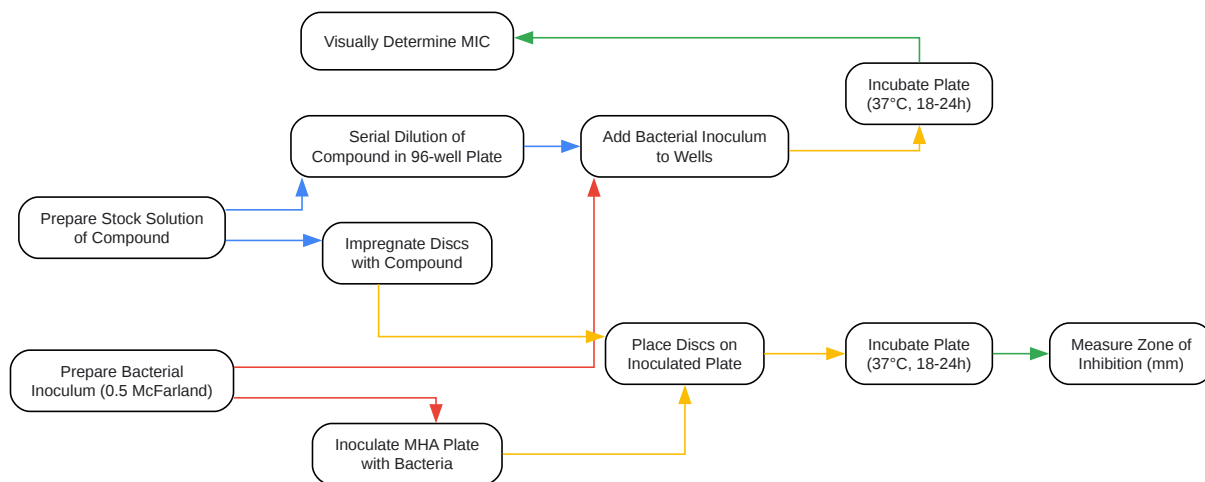 Visually Determine MIC
Incubate Plate
(37°C, 18-24h)
Serial Dilution of
Compound in 96-well Plate
Add Bacterial Inoculum
to Wells
Prepare Stock Solution
of Compound
Impregnate Discs
with Compound
Place Discs on
Inoculated Plate
Incubate Plate
(37°C, 18-24h)
Measure Zone of
Inhibition (mm)
Prepare Bacterial
Inoculum (0.5 McFarland)
Inoculate MHA Plate
with Bacteria